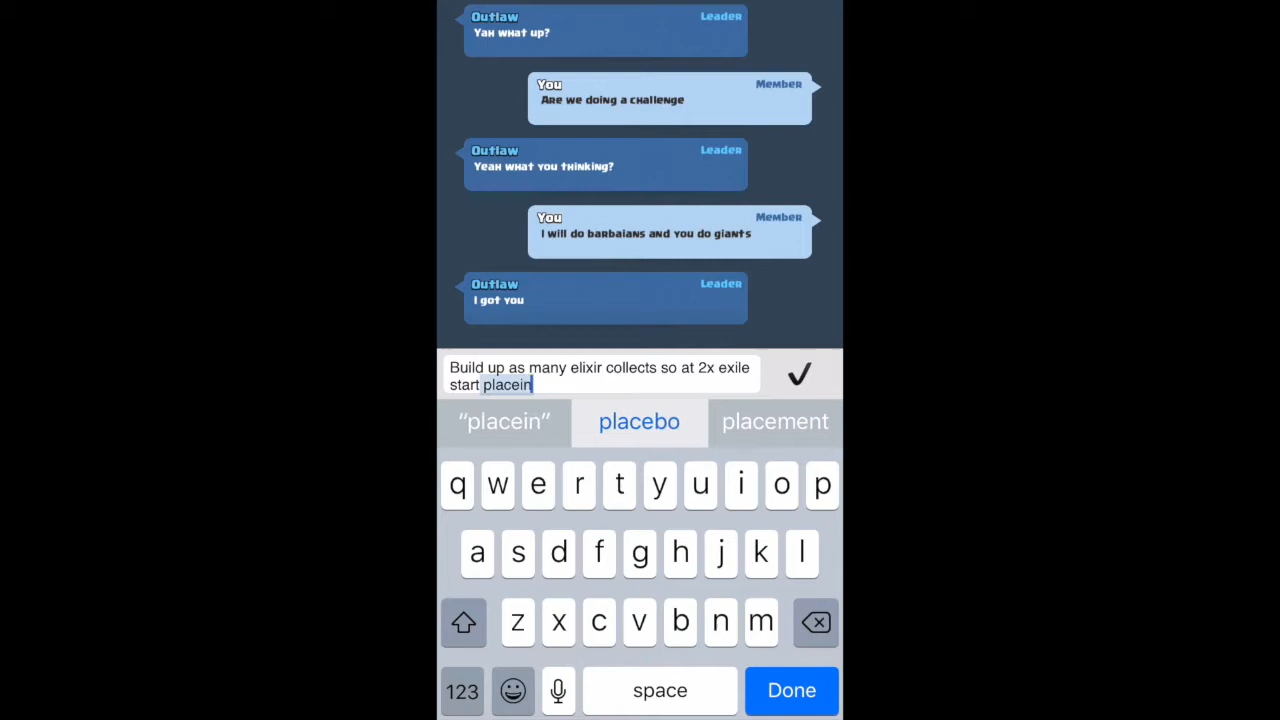 Outlaw Leader
Yah what up?
You Member
Are we doing a challenge
Outlaw Leader
Yeah what you thinking?
You Member
I will do barbaians and you do giants
Outlaw Leader
I got you
Build up as many elixir collects so at 2x exile
start placein
“placein” placebo placement
q w e r t y u i o p
a s d f g h j k l
z x c v b n m
123 space Done